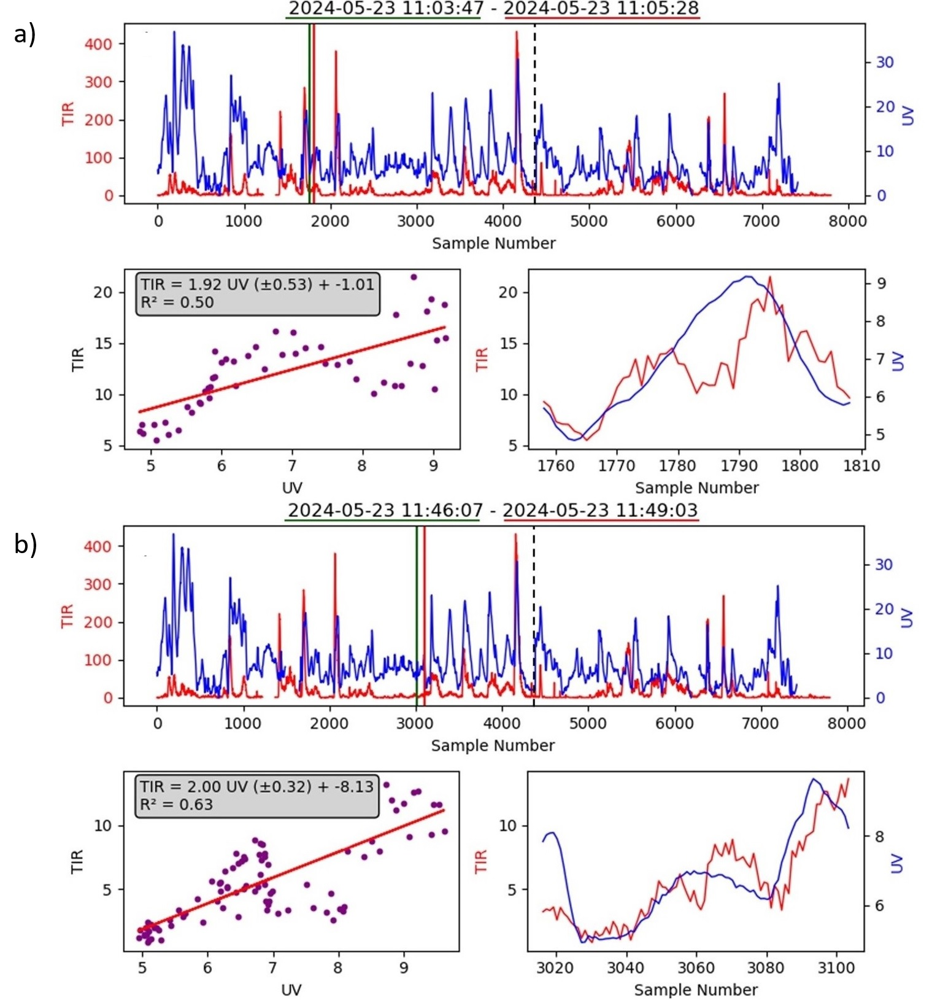 a)
2024-05-23 11:03:47 - 2024-05-23 11:05:28
400
300
200
100
0
TIR
30
20
10
0
UV
0 1000 2000 3000 4000 5000 6000 7000 8000
Sample Number
TIR = 1.92 UV (±0.53) + -1.01
R² = 0.50
20
15
10
5
TIR
5 6 7 8 9
UV
20
15
10
5
TIR
9
8
7
6
5
UV
1760 1770 1780 1790 1800 1810
Sample Number
b)
2024-05-23 11:46:07 - 2024-05-23 11:49:03
400
300
200
100
0
TIR
30
20
10
0
UV
0 1000 2000 3000 4000 5000 6000 7000 8000
Sample Number
TIR = 2.00 UV (±0.32) + -8.13
R² = 0.63
10
5
TIR
5 6 7 8 9
UV
10
5
TIR
8
6
UV
3020 3040 3060 3080 3100
Sample Number